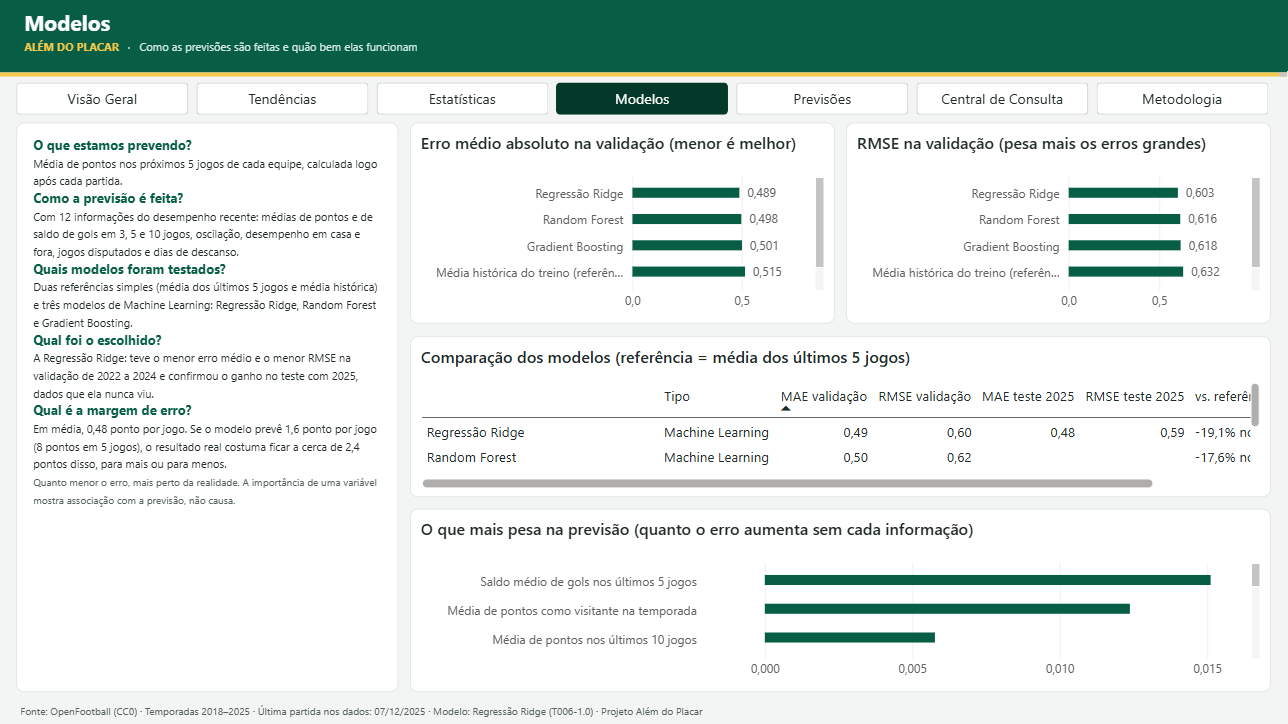 Modelos
ALÉM DO PLACAR · Como as previsões são feitas e quão bem elas funcionam
Visão Geral
Tendências
Estatísticas
Modelos
Previsões
Central de Consulta
Metodologia
O que estamos prevendo?
Média de pontos nos próximos 5 jogos de cada equipe, calculada logo
após cada partida.
Como a previsão é feita?
Com 12 informações do desempenho recente: médias de pontos e de
saldo de gols em 3, 5 e 10 jogos, oscilação, desempenho em casa e
fora, jogos disputados e dias de descanso.
Quais modelos foram testados?
Duas referências simples (média dos últimos 5 jogos e média histórica)
e três modelos de Machine Learning: Regressão Ridge, Random Forest
e Gradient Boosting.
Qual foi o escolhido?
A Regressão Ridge: teve o menor erro médio e o menor RMSE na
validação de 2022 a 2024 e confirmou o ganho no teste com 2025,
dados que ela nunca viu.
Qual é a margem de erro?
Em média, 0,48 ponto por jogo. Se o modelo prevê 1,6 ponto por jogo
(8 pontos em 5 jogos), o resultado real costuma ficar a cerca de 2,4
pontos disso, para mais ou para menos.
Quanto menor o erro, mais perto da realidade. A importância de uma variável
mostra associação com a previsão, não causa.
Erro médio absoluto na validação (menor é melhor)
Regressão Ridge 0,489
Random Forest 0,498
Gradient Boosting 0,501
Média histórica do treino (referên... 0,515
0,0 0,5
RMSE na validação (pesa mais os erros grandes)
Regressão Ridge 0,603
Random Forest 0,616
Gradient Boosting 0,618
Média histórica do treino (referên... 0,632
0,0 0,5
Comparação dos modelos (referência = média dos últimos 5 jogos)
Tipo MAE validação RMSE validação MAE teste 2025 RMSE teste 2025 vs. referên
Regressão Ridge Machine Learning 0,49 0,60 0,48 0,59 -19,1% no
Random Forest Machine Learning 0,50 0,62 -17,6% no
O que mais pesa na previsão (quanto o erro aumenta sem cada informação)
Saldo médio de gols nos últimos 5 jogos
Média de pontos como visitante na temporada
Média de pontos nos últimos 10 jogos
0,000 0,005 0,010 0,015
Fonte: OpenFootball (CC0) · Temporadas 2018–2025 · Última partida nos dados: 07/12/2025 · Modelo: Regressão Ridge (T006-1.0) · Projeto Além do Placar